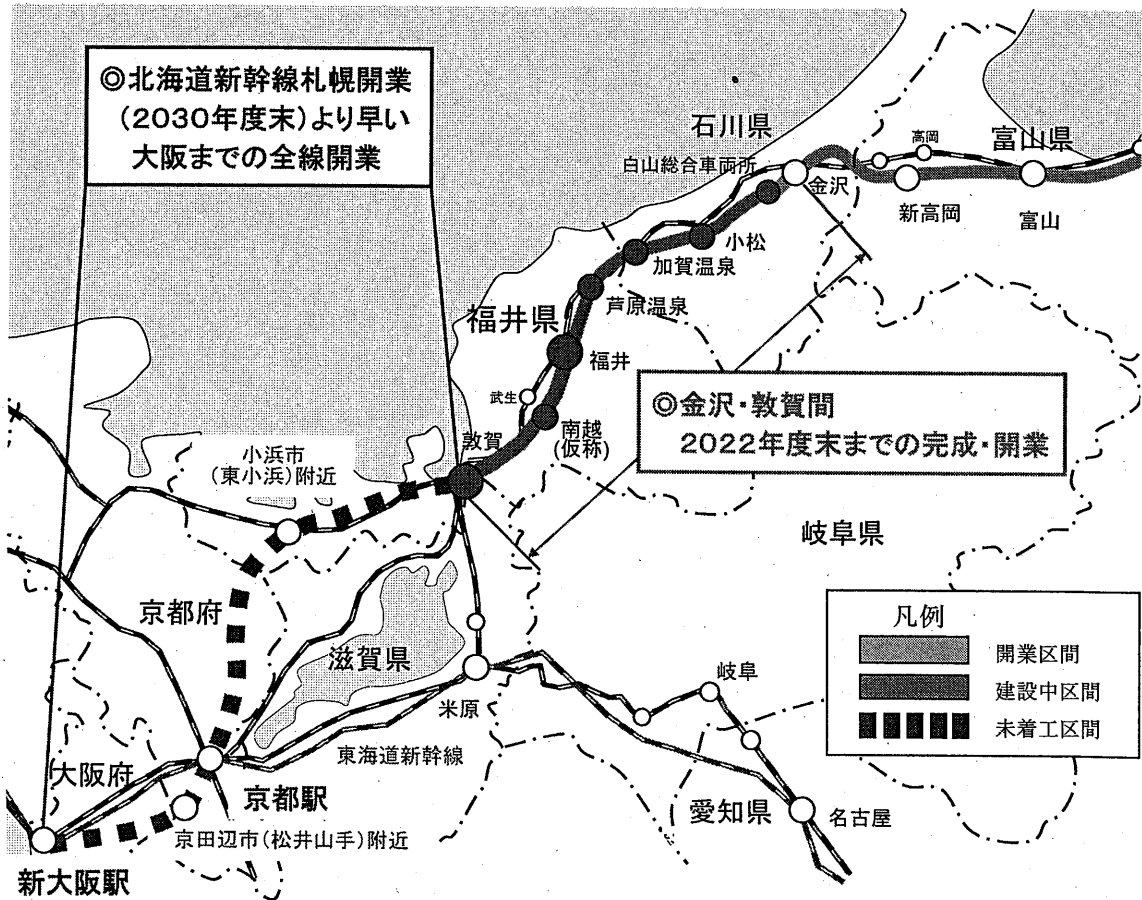 ◎北海道新幹線札幌開業
(2030年度末)より早い
大阪までの全線開業
石川県
高岡
富山県
白山総合車両所
金沢
新高岡
富山
小松
加賀温泉
芦原温泉
福井県
福井
武生
南越
(仮称)
敦賀
◎金沢・敦賀間
2022年度末までの完成・開業
小浜市
(東小浜)附近
岐阜県
京都府
滋賀県
米原
岐阜
凡例
開業区間
建設中区間
未着工区間
東海道新幹線
大阪府
京都駅
愛知県
名古屋
京田辺市(松井山手)附近
新大阪駅